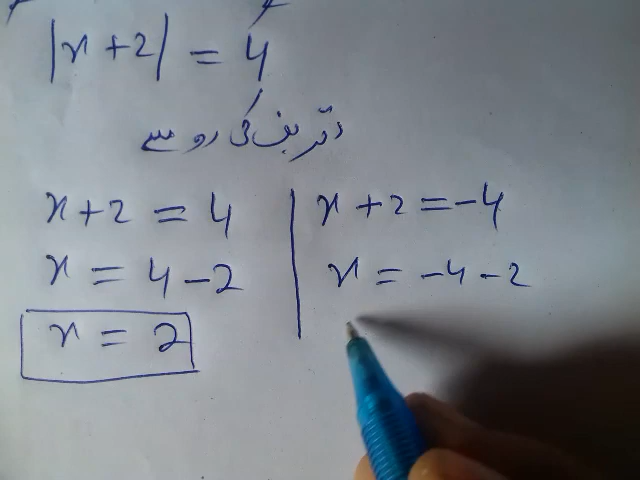 |x + 2| = 4
تعریف کی رو سے
x + 2 = 4
x = 4 - 2
x = 2
x + 2 = -4
x = -4 - 2